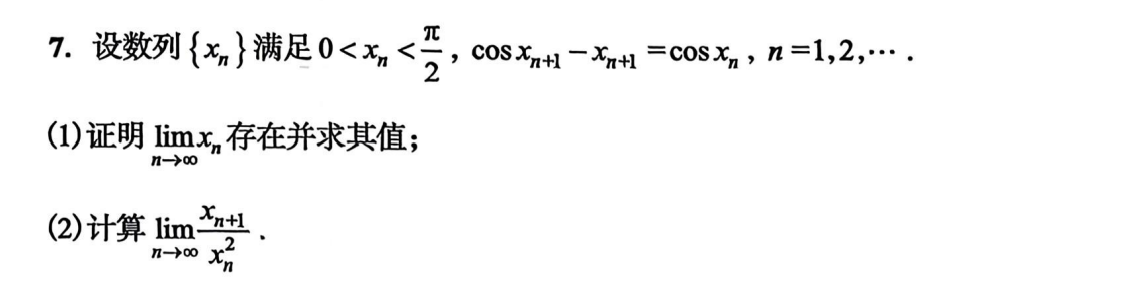 7. 设数列{xₙ}满足0<xₙ<π/2, cos xₙ₊₁−xₙ₊₁=cos xₙ, n=1,2,⋯.
(1)证明 lim_{n→∞} xₙ 存在并求其值;
(2)计算 lim_{n→∞} xₙ₊₁/xₙ².